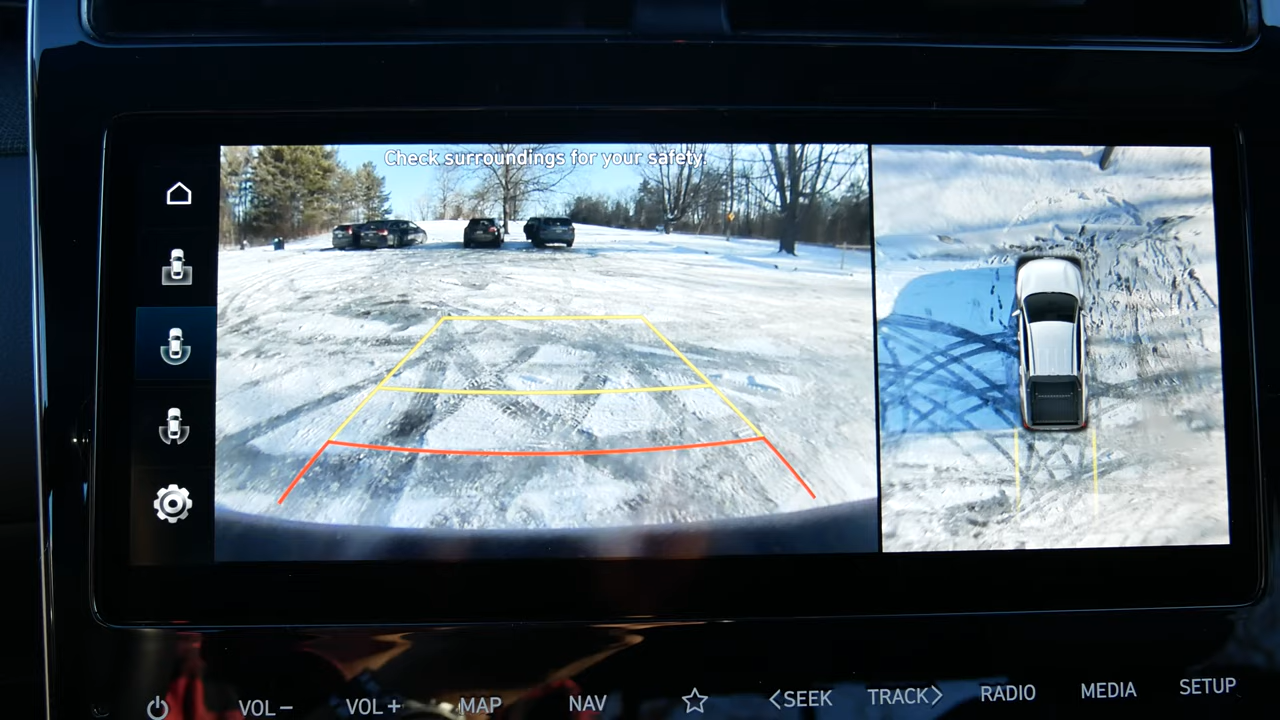 Check surroundings for your safety.
VOL− VOL+ MAP NAV <SEEK TRACK> RADIO MEDIA SETUP